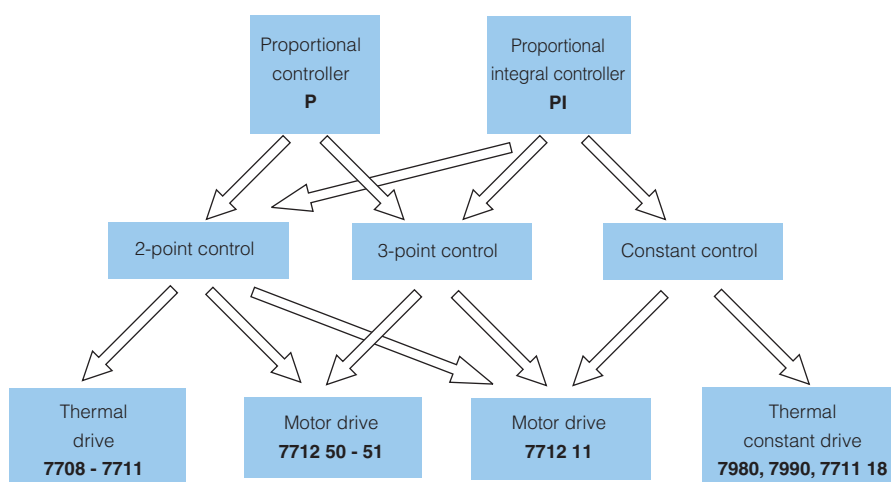 Proportional
controller
P
Proportional
integral controller
PI
2-point control
3-point control
Constant control
Thermal
drive
7708 - 7711
Motor drive
7712 50 - 51
Motor drive
7712 11
Thermal
constant drive
7980, 7990, 7711 18